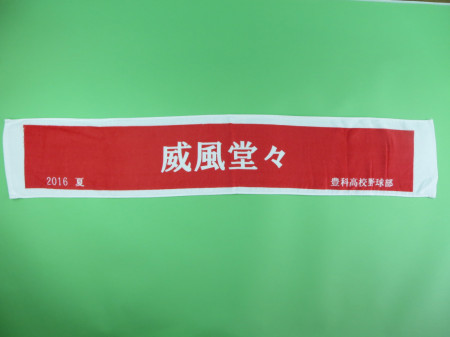 威風堂々
2016 夏
豊科高校野球部